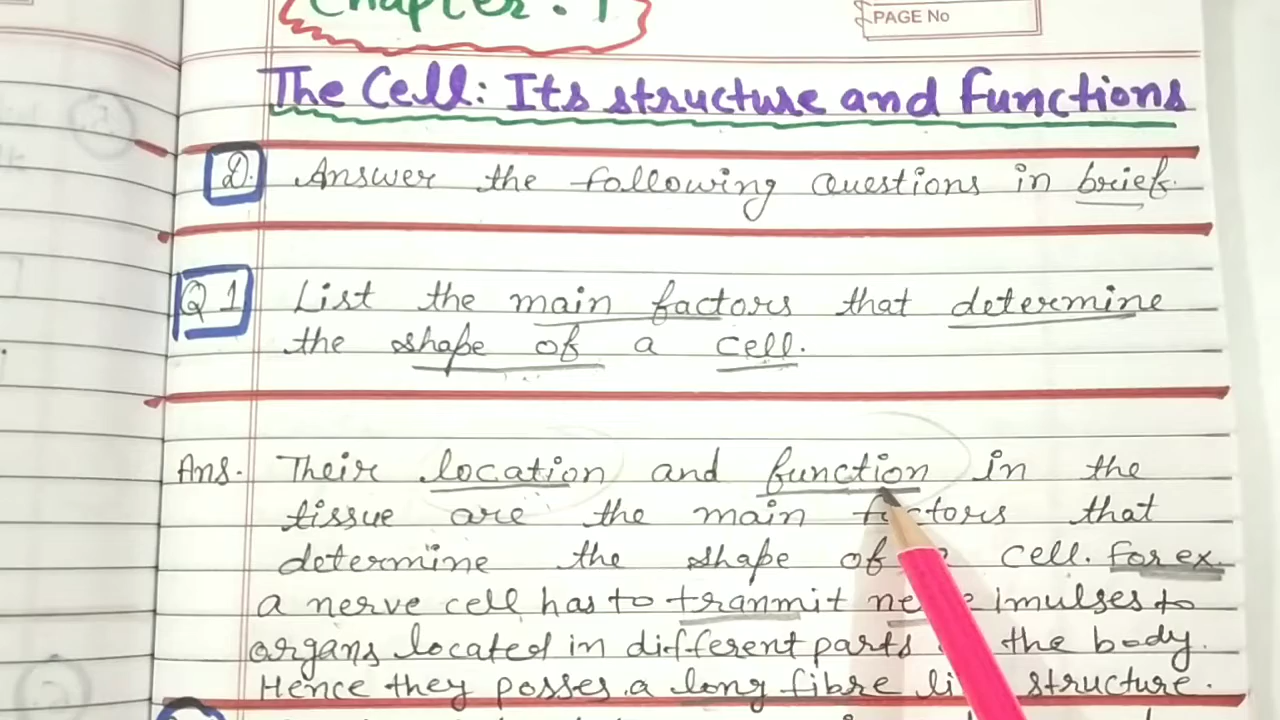 Chapter. 1
PAGE No
The Cell: Its structure and functions
D. Answer the following Questions in brief.
Q1 List the main factors that determine
the shape of a cell.
Ans. Their location and function in the
tissue are the main factors that
determine the shape of cell. For ex.
a nerve cell has to tranmit imulses to
organs located in different parts the body.
Hence they posses a long fibre structure.